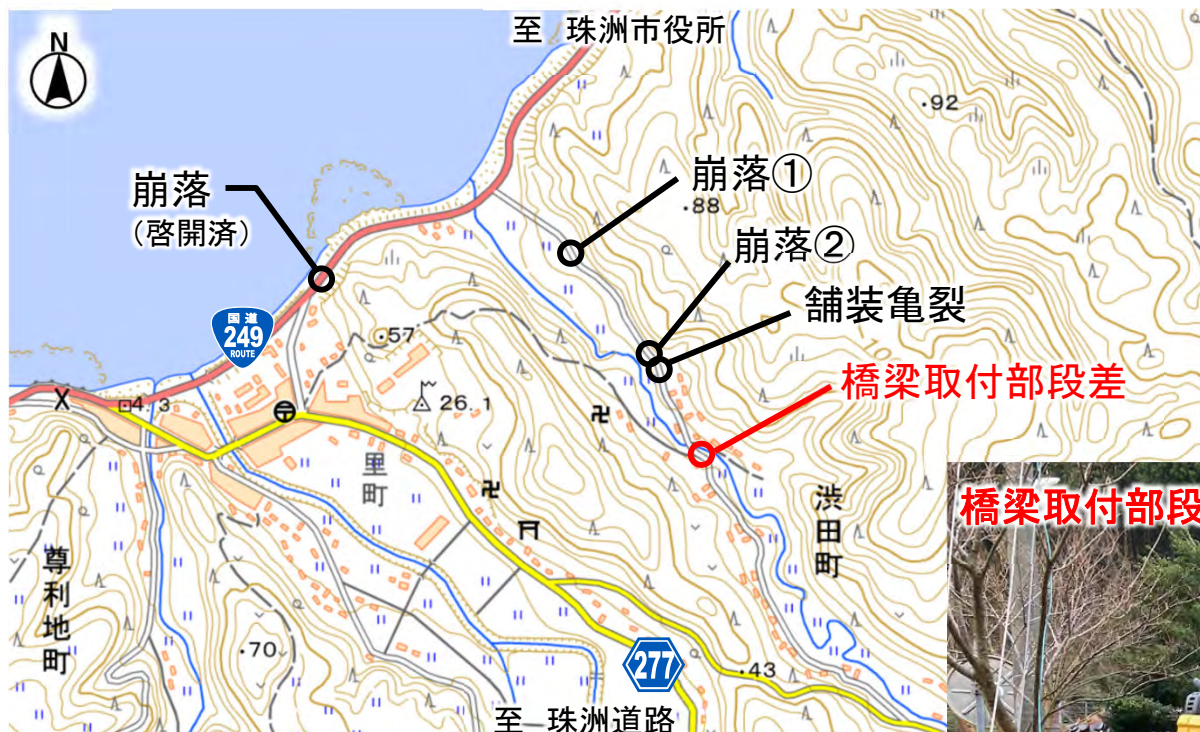 至 珠洲市役所
N
崩落
(啓開済)
崩落①
崩落②
舗装亀裂
橋梁取付部段差
国道
249
ROUTE
92
88
57
4.3
26.1
里町
渋田町
尊利地町
70
277
43
至 珠洲道路
橋梁取付部段